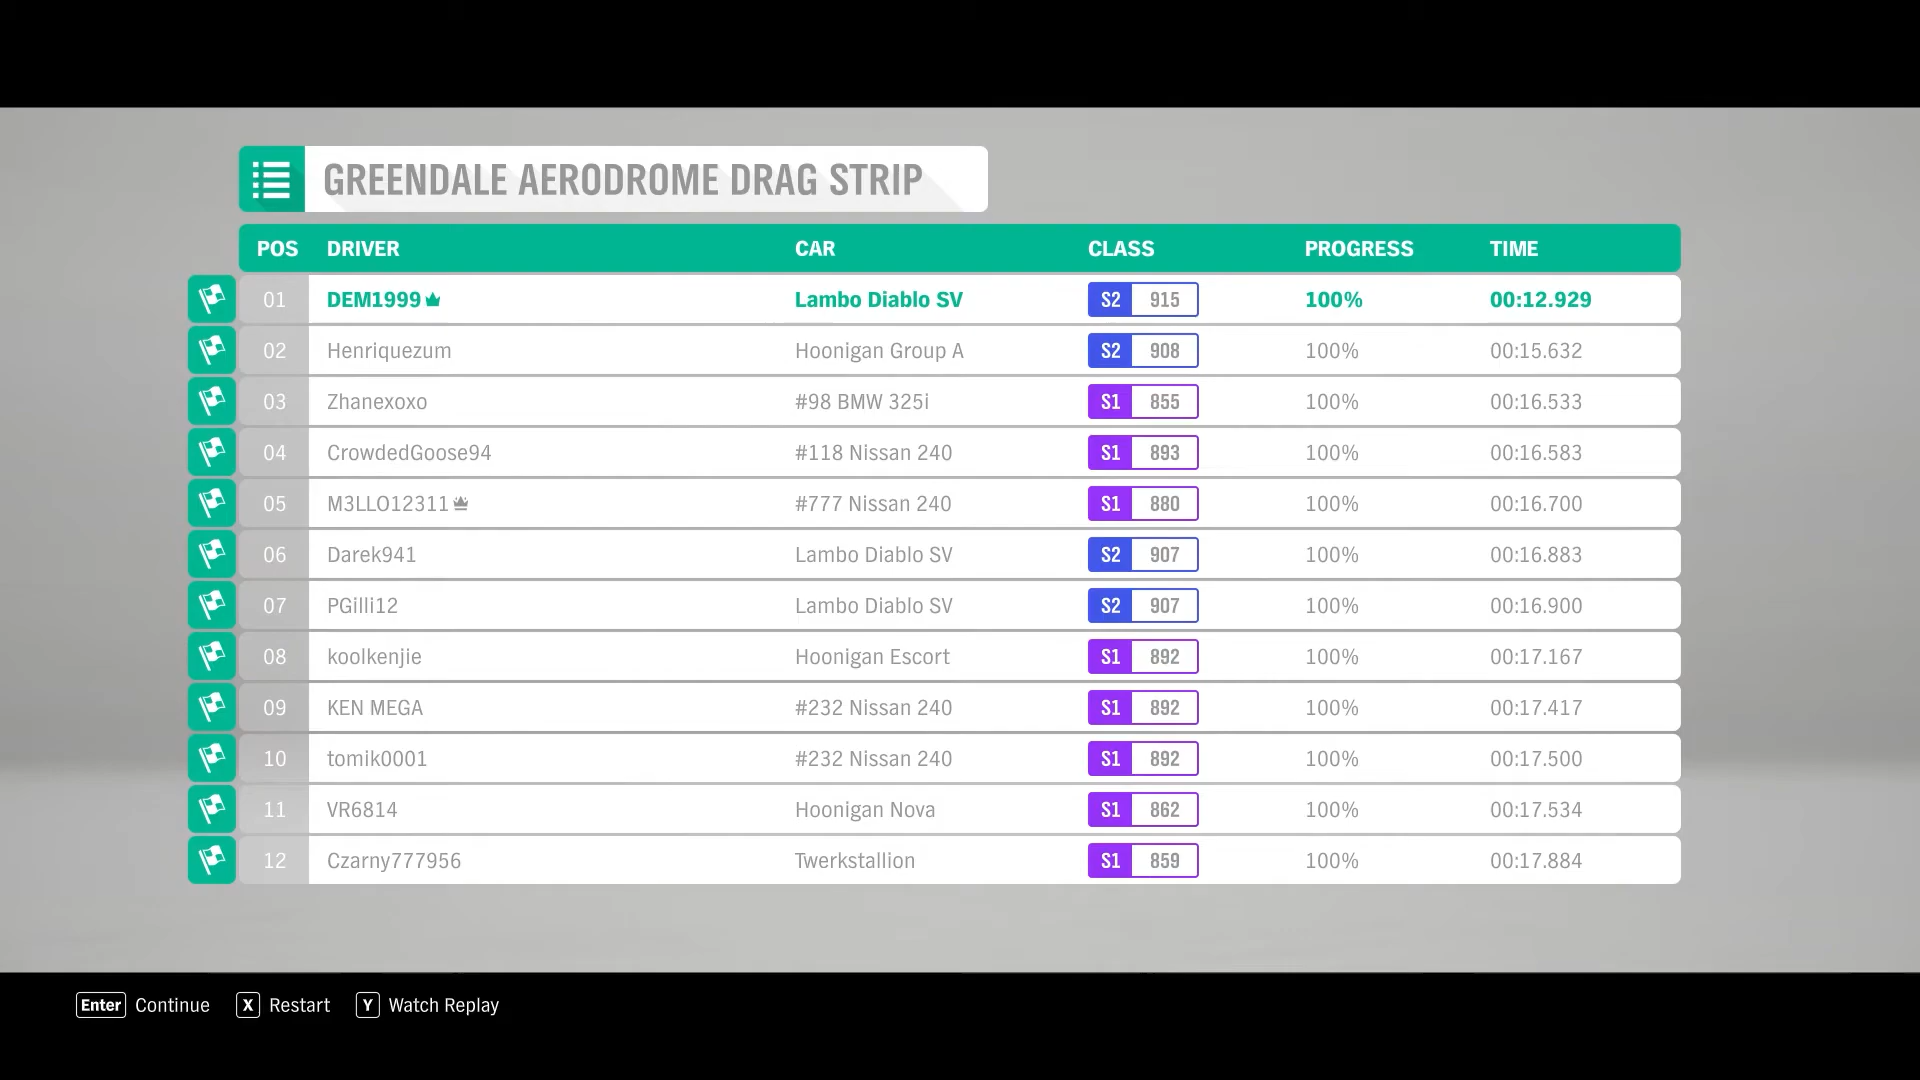 GREENDALE AERODROME DRAG STRIP
POS DRIVER CAR CLASS PROGRESS TIME
01 DEM1999 Lambo Diablo SV S2 915 100% 00:12.929
02 Henriquezum Hoonigan Group A S2 908 100% 00:15.632
03 Zhanexoxo #98 BMW 325i S1 855 100% 00:16.533
04 CrowdedGoose94 #118 Nissan 240 S1 893 100% 00:16.583
05 M3LLO12311 #777 Nissan 240 S1 880 100% 00:16.700
06 Darek941 Lambo Diablo SV S2 907 100% 00:16.883
07 PGilli12 Lambo Diablo SV S2 907 100% 00:16.900
08 koolkenjie Hoonigan Escort S1 892 100% 00:17.167
09 KEN MEGA #232 Nissan 240 S1 892 100% 00:17.417
10 tomik0001 #232 Nissan 240 S1 892 100% 00:17.500
11 VR6814 Hoonigan Nova S1 862 100% 00:17.534
12 Czarny777956 Twerkstallion S1 859 100% 00:17.884
Enter Continue X Restart Y Watch Replay